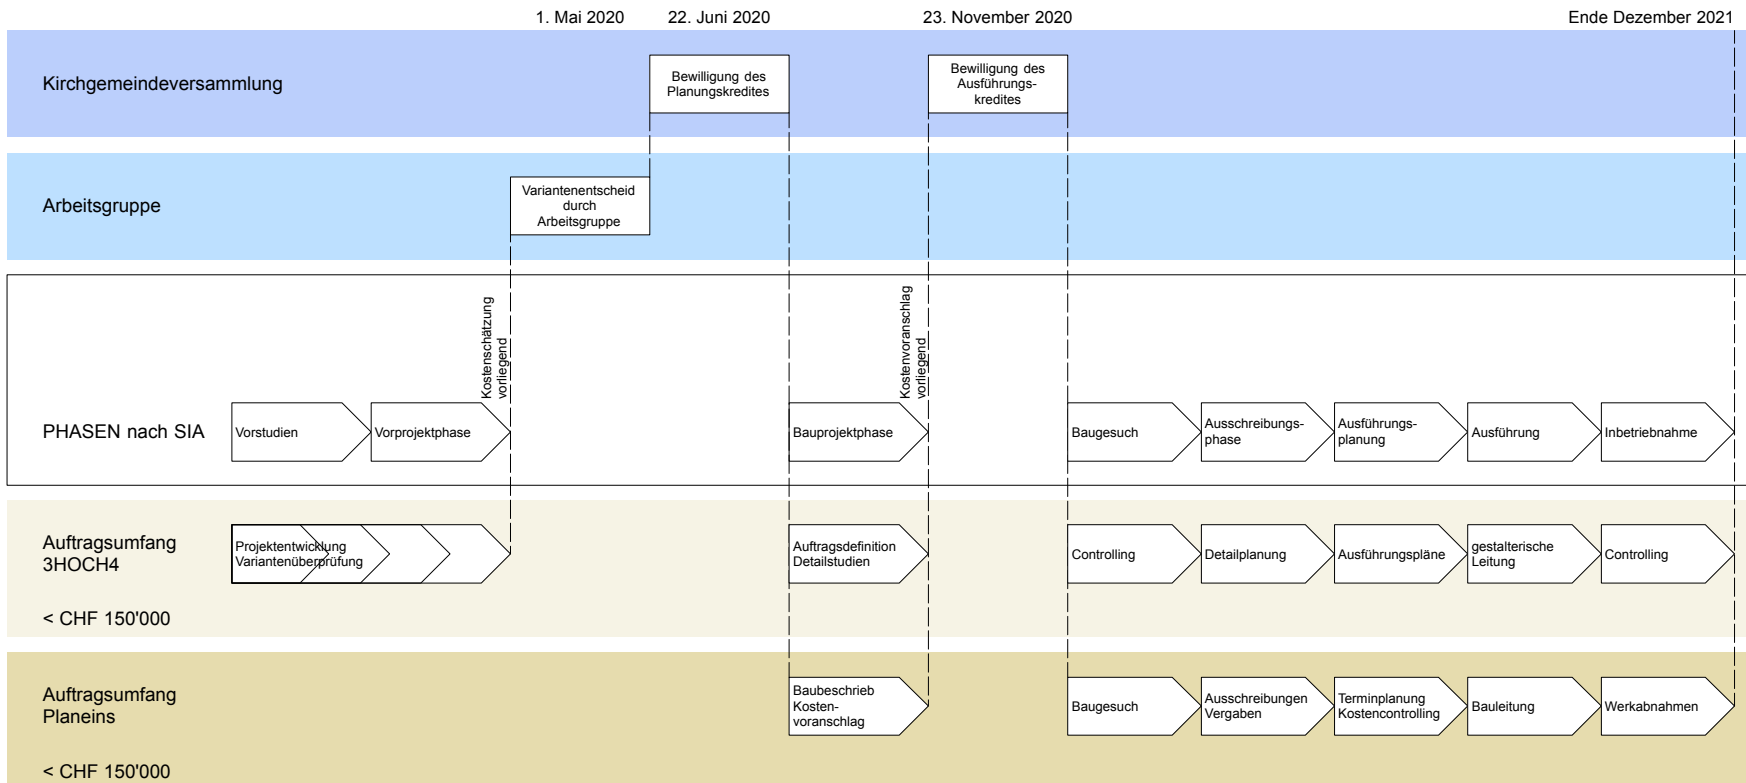 1. Mai 2020
22. Juni 2020
23. November 2020
Ende Dezember 2021
Kirchgemeindeversammlung
Bewilligung des
Planungskredites
Bewilligung des
Ausführungs-
kredites
Arbeitsgruppe
Variantenentscheid
durch
Arbeitsgruppe
Kostenschätzung
vorliegend
Kostenvoranschlag
vorliegend
PHASEN nach SIA
Vorstudien
Vorprojektphase
Bauprojektphase
Baugesuch
Ausschreibungs-
phase
Ausführungs-
planung
Ausführung
Inbetriebnahme
Auftragsumfang
3HOCH4
< CHF 150'000
Projektentwicklung
Variantenüberprüfung
Auftragsdefinition
Detailstudien
Controlling
Detailplanung
Ausführungspläne
gestalterische
Leitung
Controlling
Auftragsumfang
Planeins
< CHF 150'000
Baubeschrieb
Kosten-
voranschlag
Baugesuch
Ausschreibungen
Vergaben
Terminplanung
Kostencontrolling
Bauleitung
Werkabnahmen